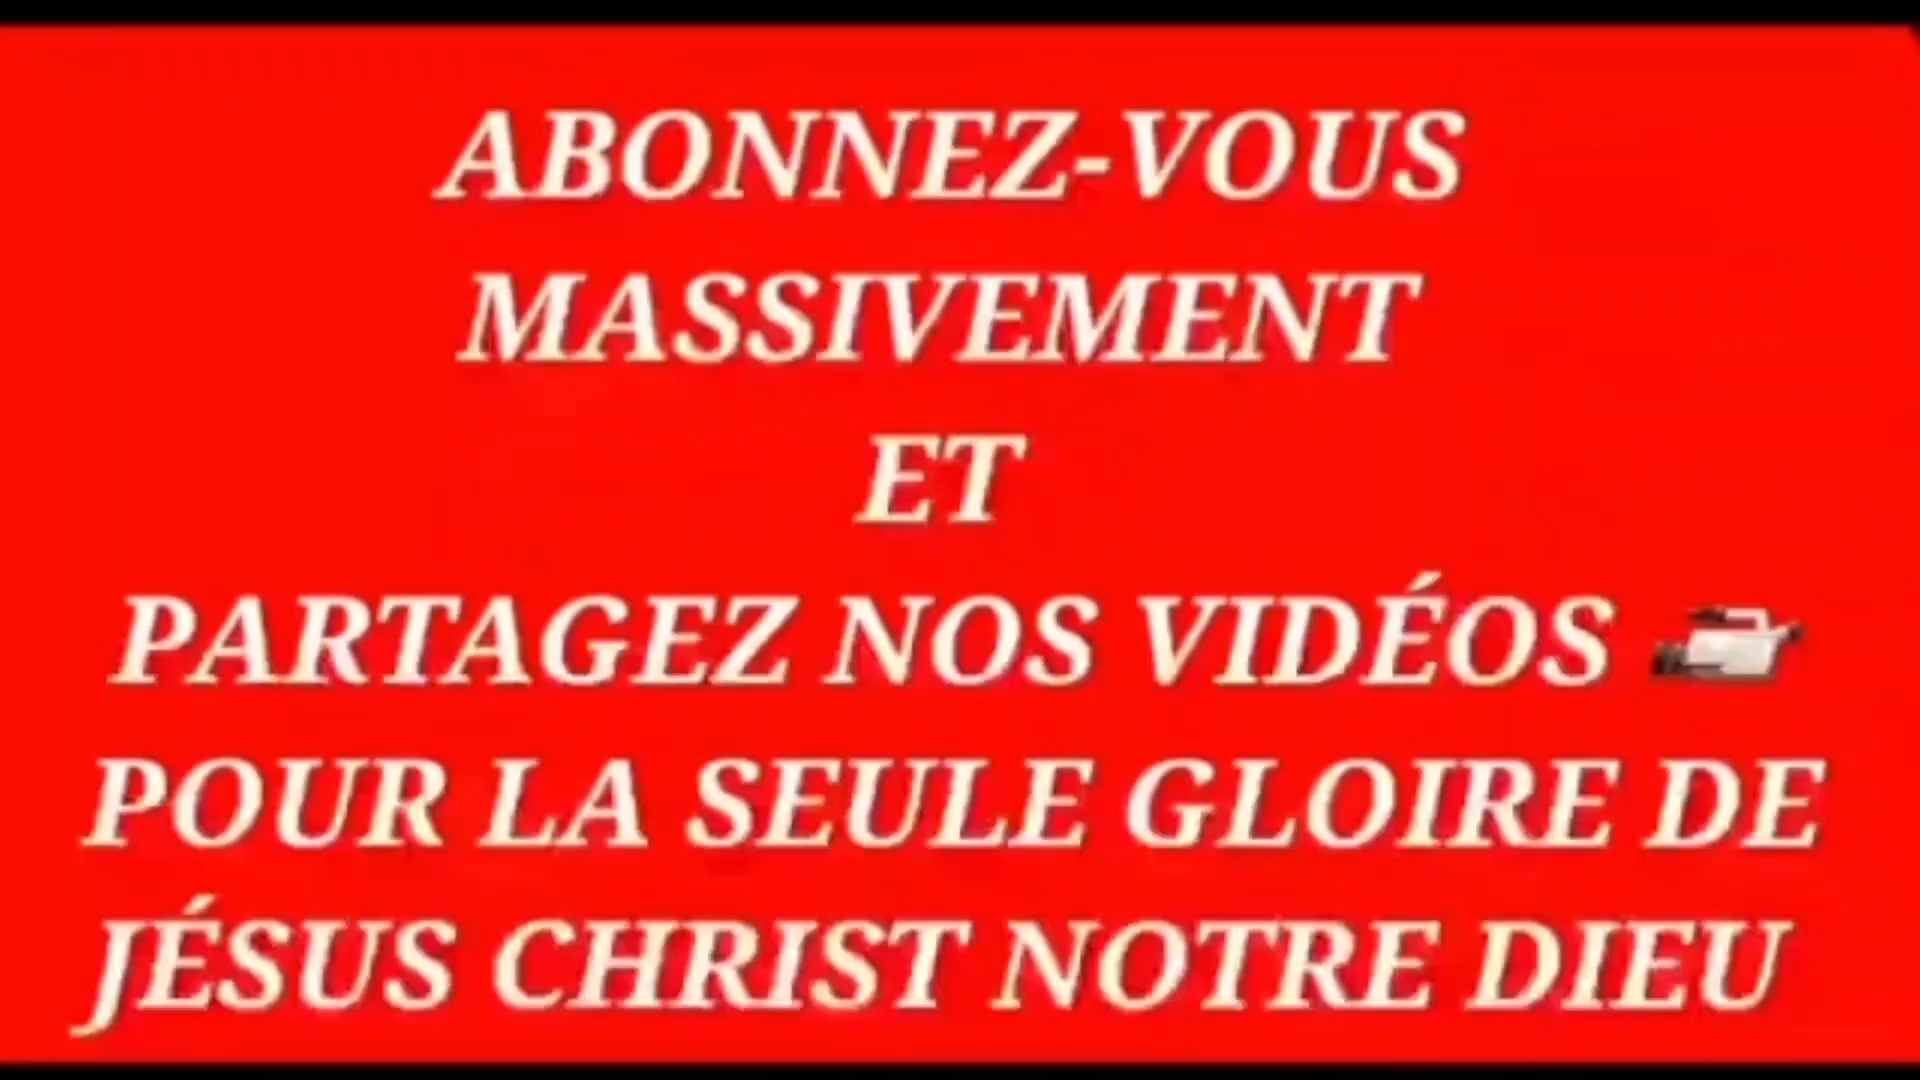 ABONNEZ-VOUS
MASSIVEMENT
ET
PARTAGEZ NOS VIDÉOS
POUR LA SEULE GLOIRE DE
JÉSUS CHRIST NOTRE DIEU